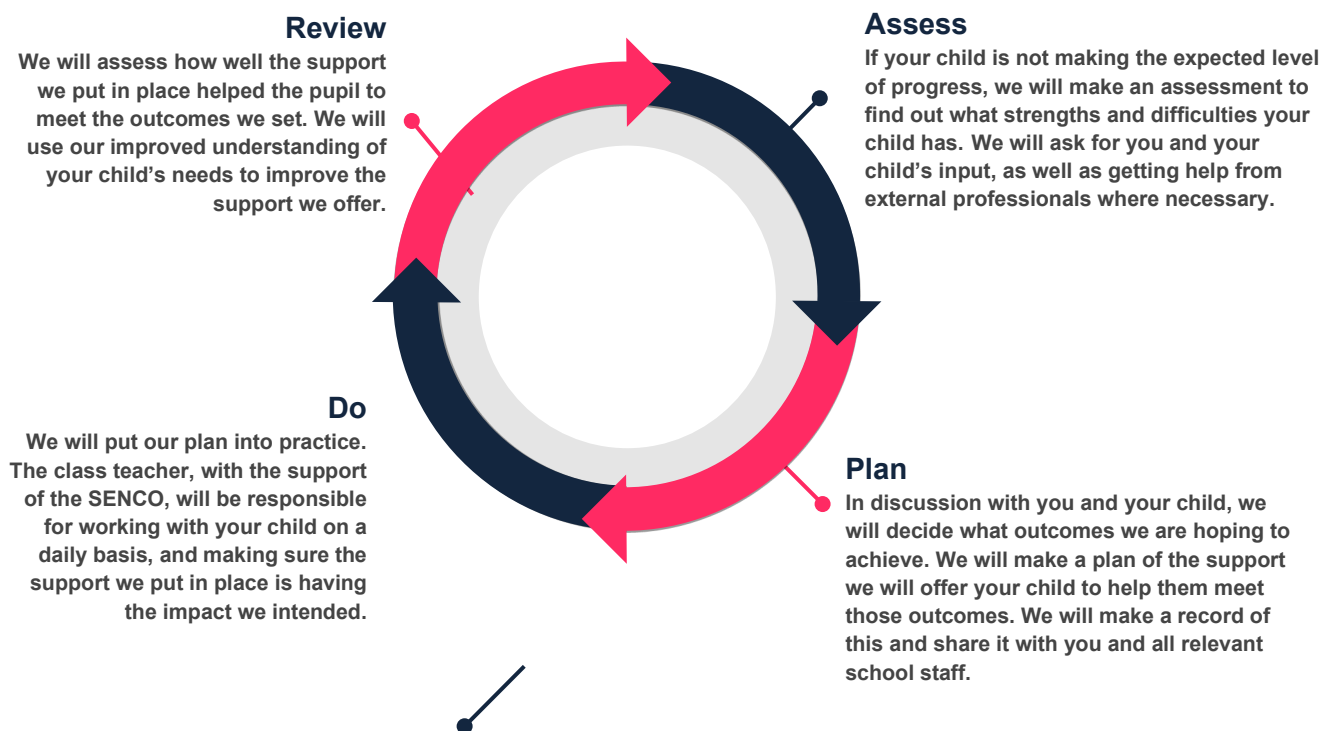 Review
We will assess how well the support
we put in place helped the pupil to
meet the outcomes we set. We will
use our improved understanding of
your child’s needs to improve the
support we offer.
Assess
If your child is not making the expected level
of progress, we will make an assessment to
find out what strengths and difficulties your
child has. We will ask for you and your
child’s input, as well as getting help from
external professionals where necessary.
Do
We will put our plan into practice.
The class teacher, with the support
of the SENCO, will be responsible
for working with your child on a
daily basis, and making sure the
support we put in place is having
the impact we intended.
Plan
In discussion with you and your child, we
will decide what outcomes we are hoping to
achieve. We will make a plan of the support
we will offer your child to help them meet
those outcomes. We will make a record of
this and share it with you and all relevant
school staff.